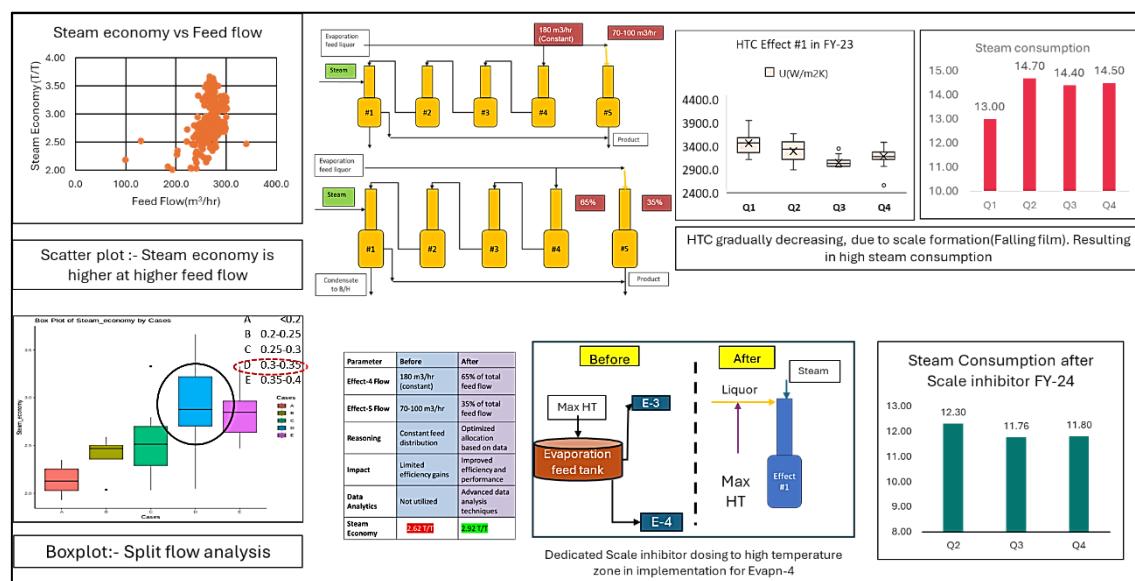 Steam economy vs Feed flow
Steam Economy(T/T)
4.00
3.50
3.00
2.50
2.00
0.0 100.0 200.0 300.0 400.0
Feed Flow(m³/hr)
Scatter plot :- Steam economy is
higher at higher feed flow
Evaporation
feed liquor
180 m3/hr
(Constant)
70-100 m3/hr
Steam
#1 #2 #3 #4 #5
Product
Evaporation
feed liquor
Steam
65% 35%
#1 #2 #3 #4 #5
Condensate
to B/H
Product
HTC Effect #1 in FY-23
U(W/m2K)
4400.0
3900.0
3400.0
2900.0
2400.0
Q1 Q2 Q3 Q4
Steam consumption
15.00
14.00
13.00
12.00
11.00
10.00
13.00 14.70 14.40 14.50
Q1 Q2 Q3 Q4
HTC gradually decreasing, due to scale formation(Falling film). Resulting
in high steam consumption
Box Plot of Steam_economy by Cases
A <0.2
B 0.2-0.25
C 0.25-0.3
D 0.3-0.35
E 0.35-0.4
Steam_economy
3.5
3.0
2.5
2.0
A B C D E
Cases
Cases
A
B
C
D
E
Boxplot:- Split flow analysis
Parameter Before After
Effect-4 Flow 180 m3/hr (constant) 65% of total feed flow
Effect-5 Flow 70-100 m3/hr 35% of total feed flow
Reasoning Constant feed distribution Optimized allocation based on data
Impact Limited efficiency gains Improved efficiency and performance
Data Analytics Not utilized Advanced data analysis techniques
Steam Economy 2.62 T/T 2.92 T/T
Before
After
Max HT
Evaporation
feed tank
E-3
E-4
Steam
Liquor
Max
HT
Effect
#1
Dedicated Scale inhibitor dosing to high temperature
zone in implementation for Evapn-4
Steam Consumption after
Scale inhibitor FY-24
13.00
12.00
11.00
10.00
9.00
8.00
12.30 11.76 11.80
Q2 Q3 Q4